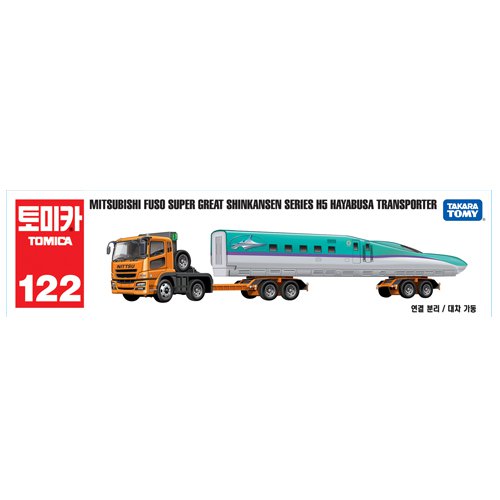 토미카
TOMICA
122
MITSUBISHI FUSO SUPER GREAT SHINKANSEN SERIES H5 HAYABUSA TRANSPORTER
TAKARA
TOMY
NITTSU
연결 분리 / 대차 가동